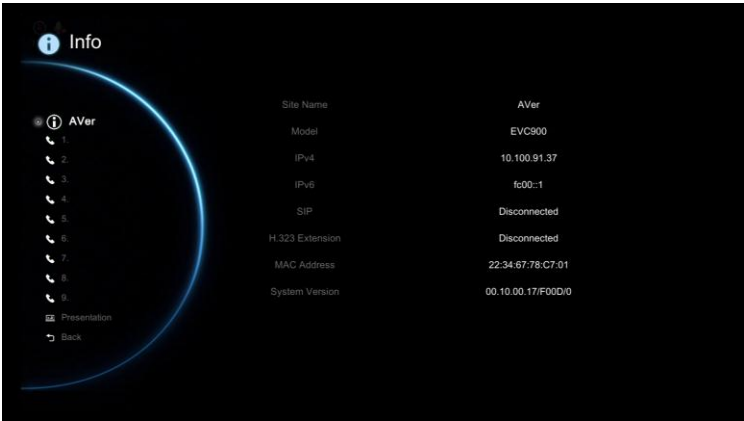 Info
AVer
1.
2.
3.
4.
5.
6.
7.
8.
9.
Presentation
Back
Site Name AVer
Model EVC900
IPv4 10.100.91.37
IPv6 fc00::1
SIP Disconnected
H.323 Extension Disconnected
MAC Address 22:34:67:78:C7:01
System Version 00.10.00.17/F00D/0